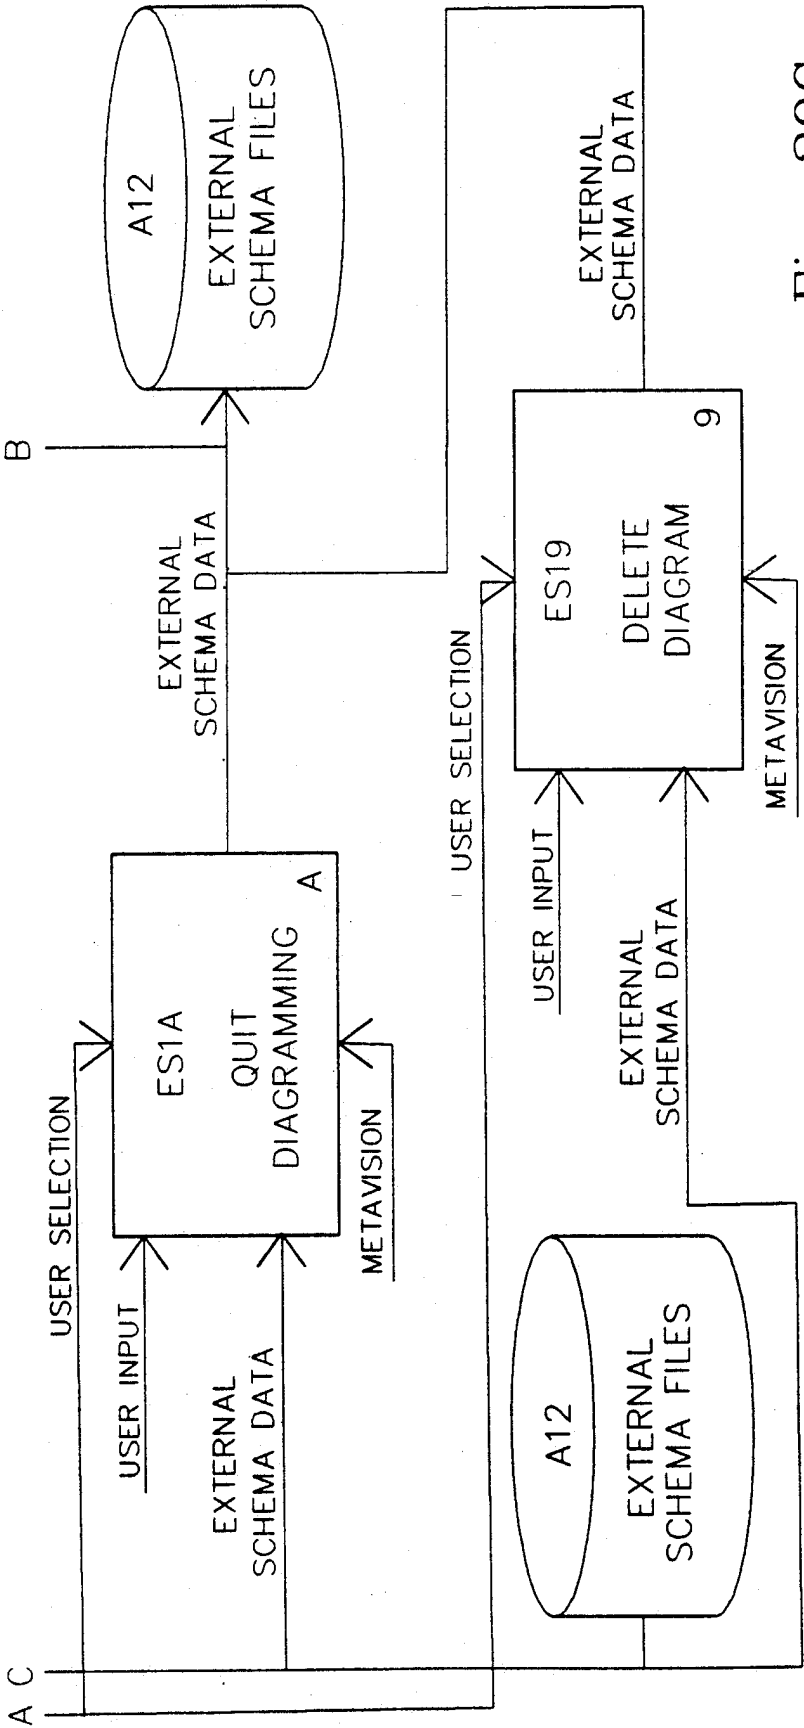 A
C
B
USER SELECTION
USER INPUT
EXTERNAL
SCHEMA DATA
ES1A
QUIT
DIAGRAMMING
A
METAVISION
EXTERNAL
SCHEMA DATA
A12
EXTERNAL
SCHEMA FILES
A12
EXTERNAL
SCHEMA FILES
USER SELECTION
USER INPUT
EXTERNAL
SCHEMA DATA
ES19
DELETE
DIAGRAM
9
METAVISION
EXTERNAL
SCHEMA DATA